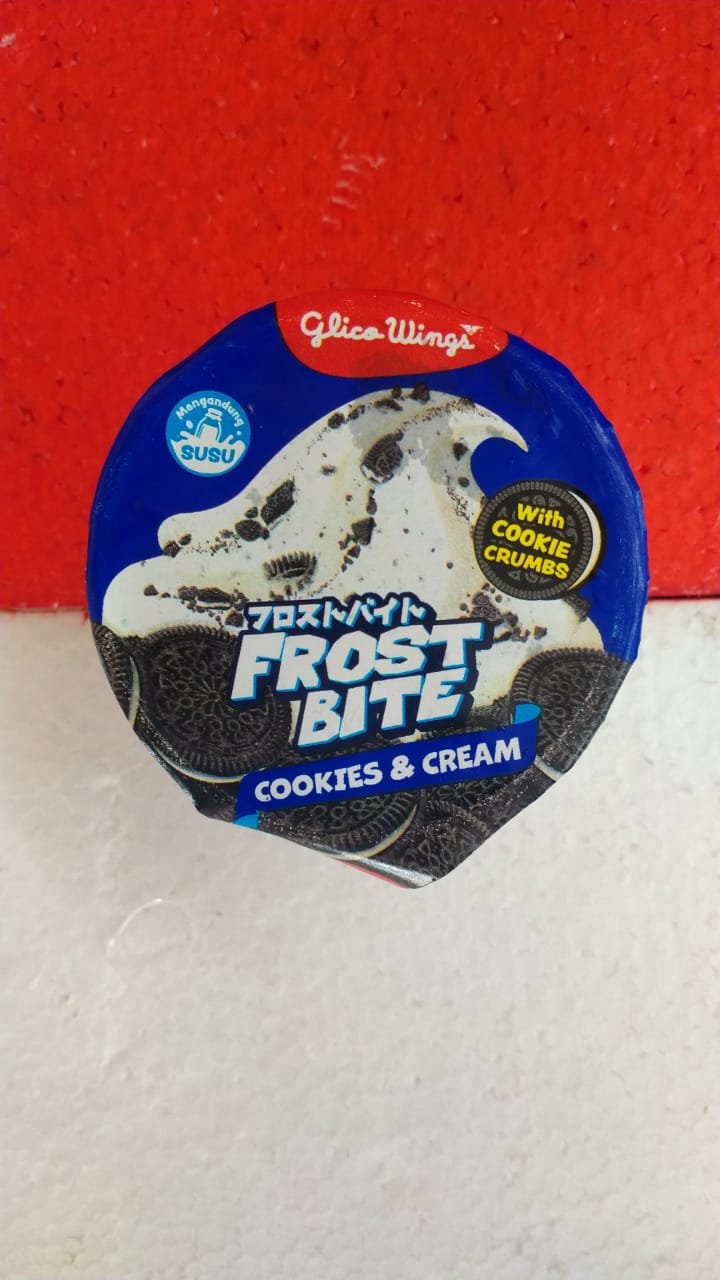 Glico Wings
Mengandung
SUSU
With
COOKIE
CRUMBS
フロストバイト
FROST
BITE
COOKIES & CREAM